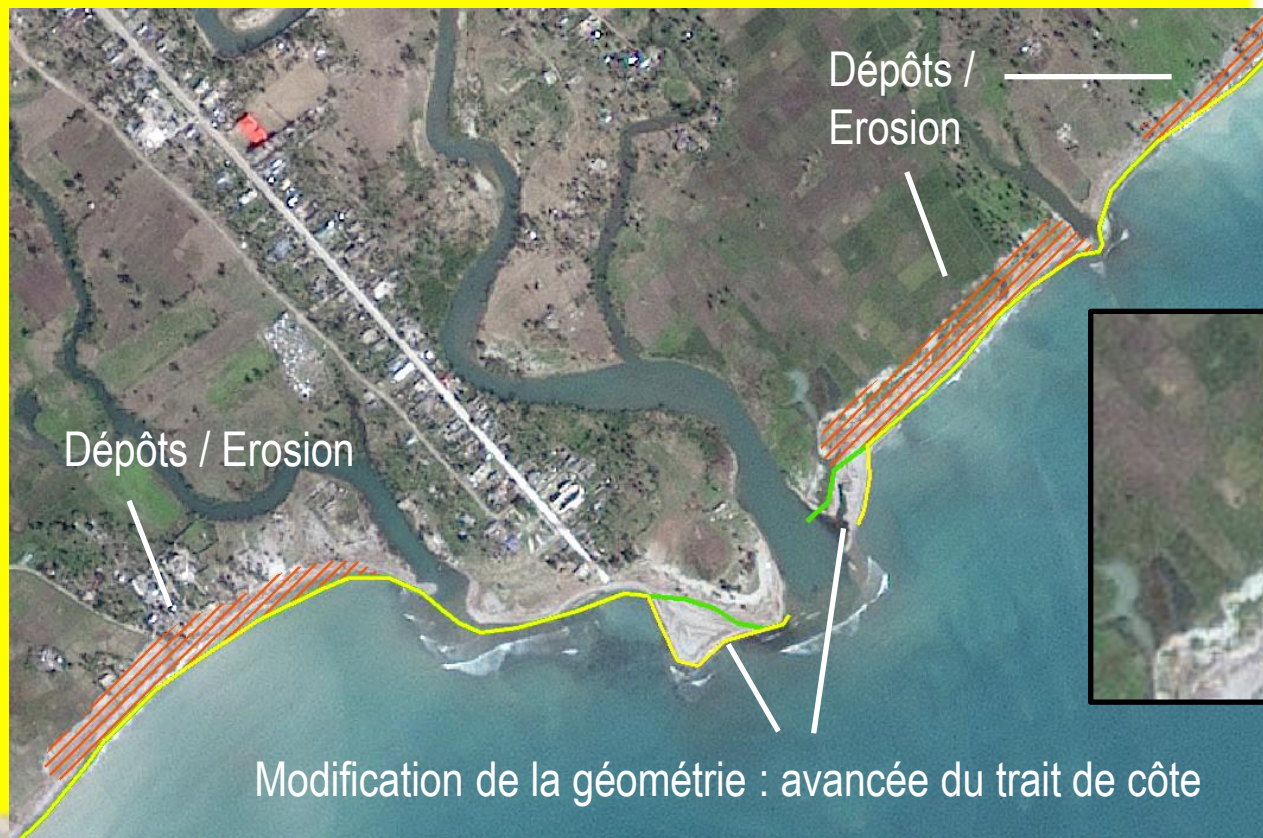 Dépôts /
Erosion
Dépôts / Erosion
Modification de la géométrie : avancée du trait de côte